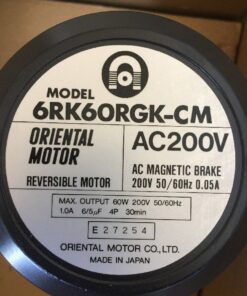 MODEL
6RK60RGK-CM
ORIENTAL MOTOR
REVERSIBLE MOTOR
AC200V
AC MAGNETIC BRAKE
200V 50/60Hz 0.05A
MAX. OUTPUT 60W 200V 50/60Hz
1.0A 6/5μF 4P 30min
E27254
ORIENTAL MOTOR CO.,LTD.
MADE IN JAPAN